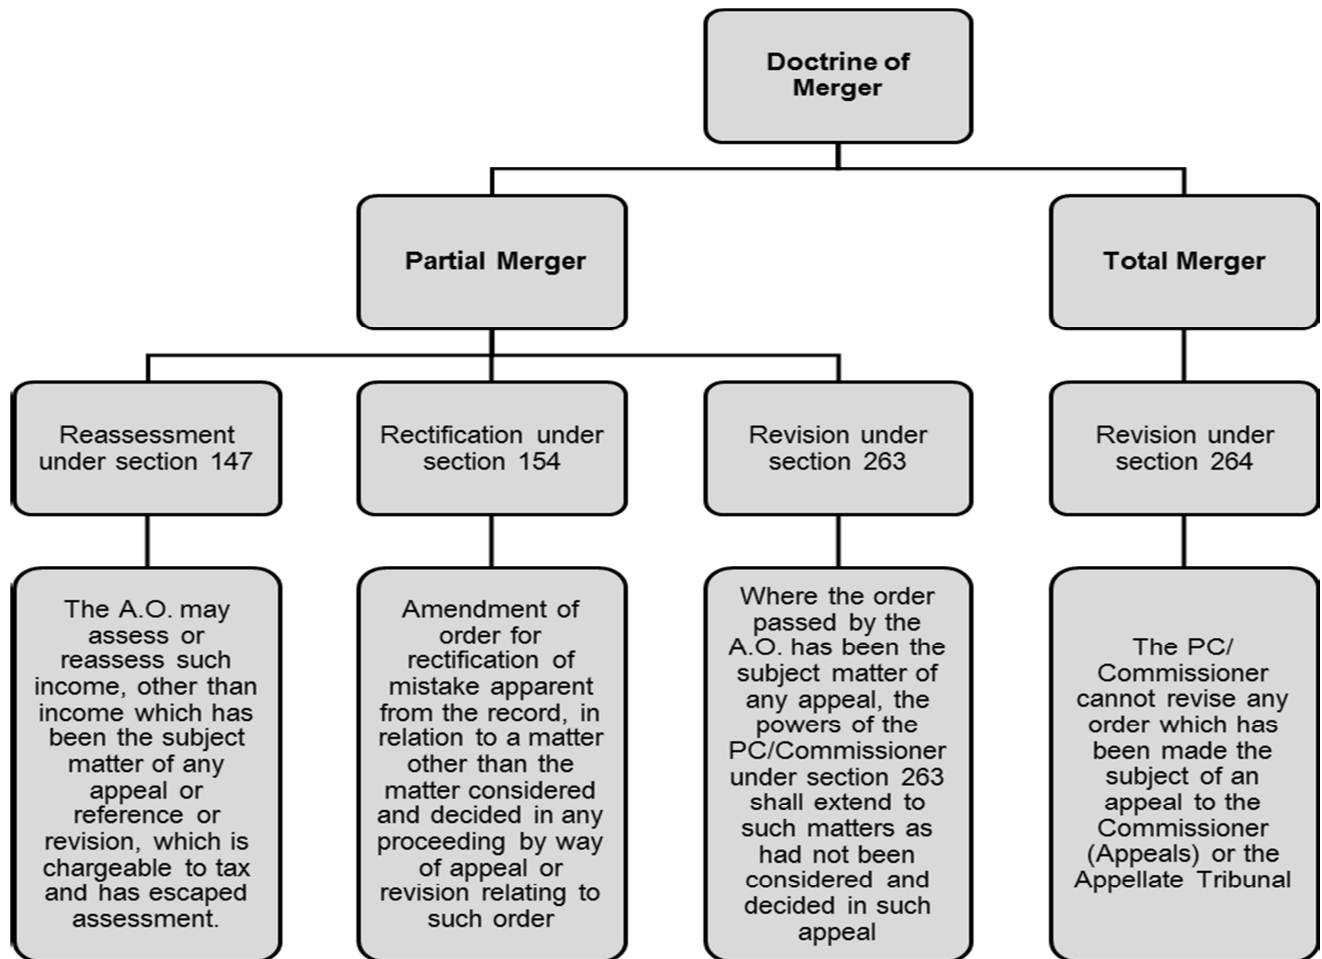 Doctrine of
Merger
Partial Merger
Total Merger
Reassessment
under section 147
Rectification under
section 154
Revision under
section 263
Revision under
section 264
The A.O. may
assess or
reassess such
income, other than
income which has
been the subject
matter of any
appeal or
reference or
revision, which is
chargeable to tax
and has escaped
assessment.
Amendment of
order for
rectification of
mistake apparent
from the record, in
relation to a matter
other than the
matter considered
and decided in any
proceeding by way
of appeal or
revision relating to
such order
Where the order
passed by the
A.O. has been the
subject matter of
any appeal, the
powers of the
PC/Commissioner
under section 263
shall extend to
such matters as
had not been
considered and
decided in such
appeal
The PC/
Commissioner
cannot revise any
order which has
been made the
subject of an
appeal to the
Commissioner
(Appeals) or the
Appellate Tribunal